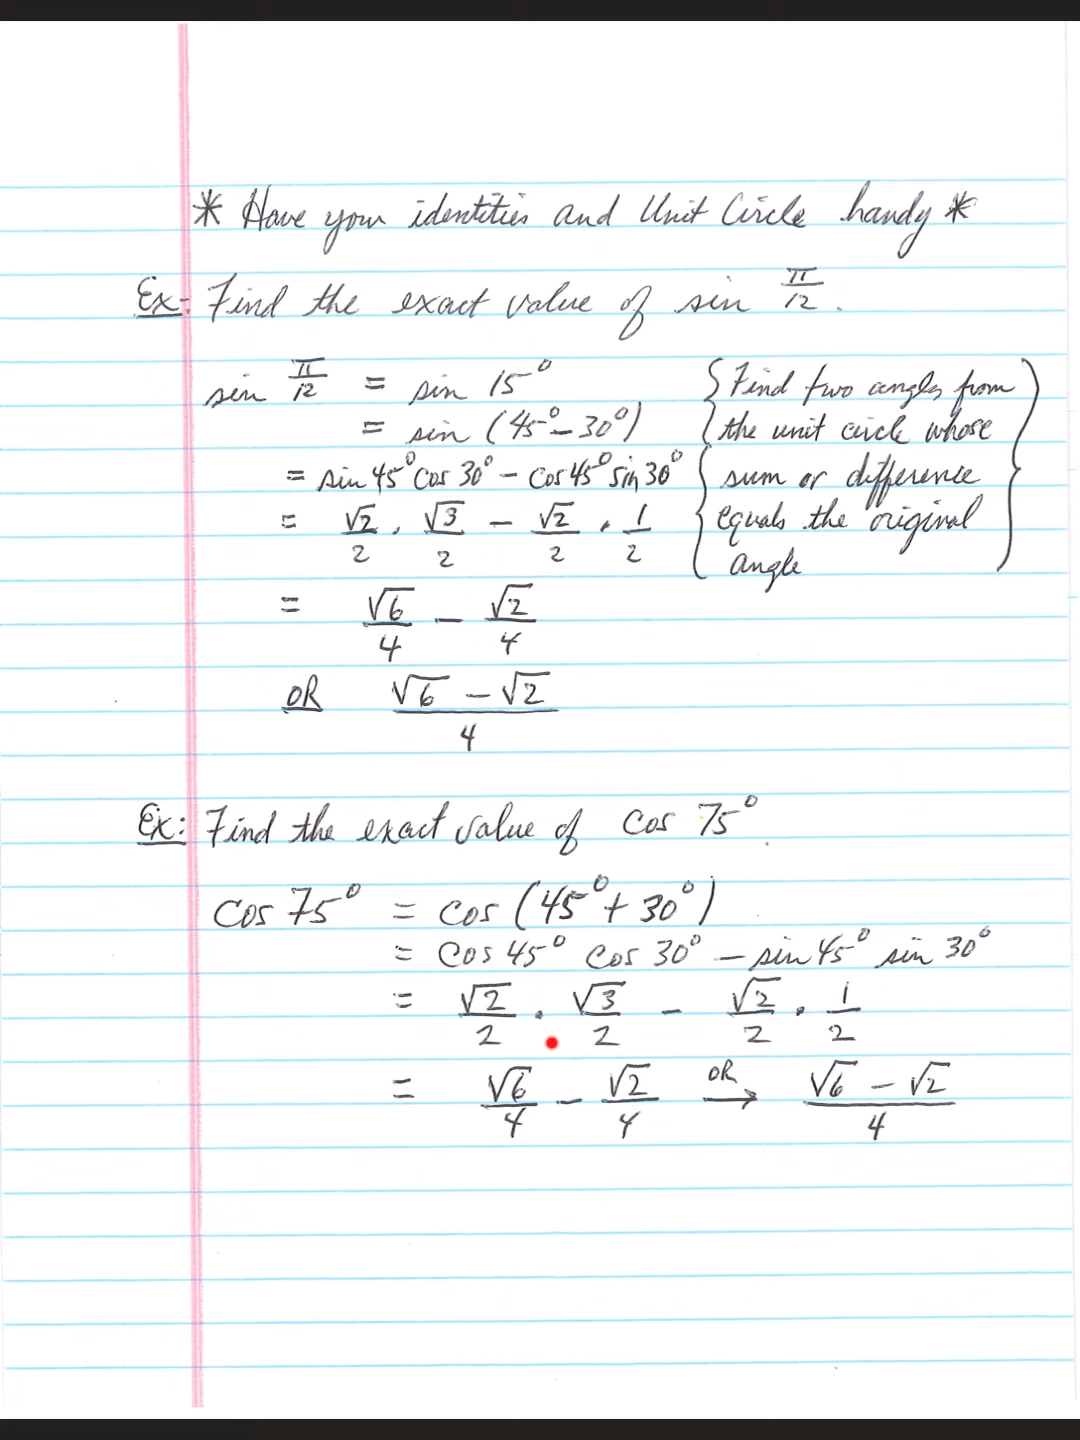 * Have your identities and Unit Circle handy *
Ex: Find the exact value of sin π/12.
sin π/12 = sin 15°
= sin (45° − 30°)
= sin 45° cos 30° − cos 45° sin 30°
= √2/2 · √3/2 − √2/2 · 1/2
= √6/4 − √2/4
OR (√6 − √2)/4
{ Find two angles from
the unit circle whose
sum or difference
equals the original
angle }
Ex: Find the exact value of cos 75°.
cos 75° = cos (45° + 30°)
= cos 45° cos 30° − sin 45° sin 30°
= √2/2 · √3/2 − √2/2 · 1/2
= √6/4 − √2/4 OR → (√6 − √2)/4